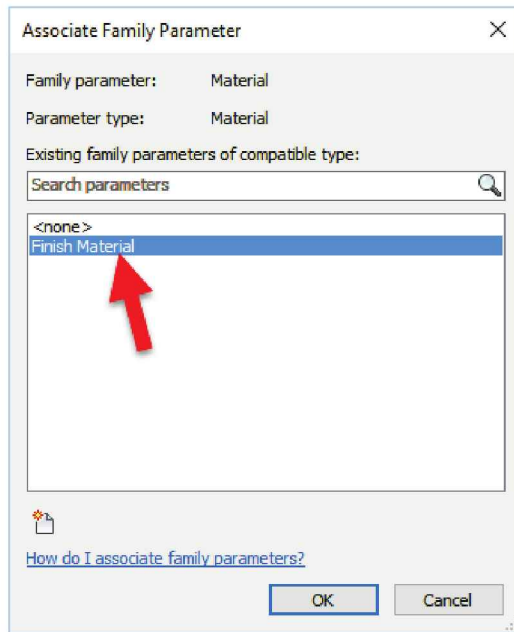 Associate Family Parameter
Family parameter: Material
Parameter type: Material
Existing family parameters of compatible type:
Search parameters
<none>
Finish Material
How do I associate family parameters?
OK Cancel